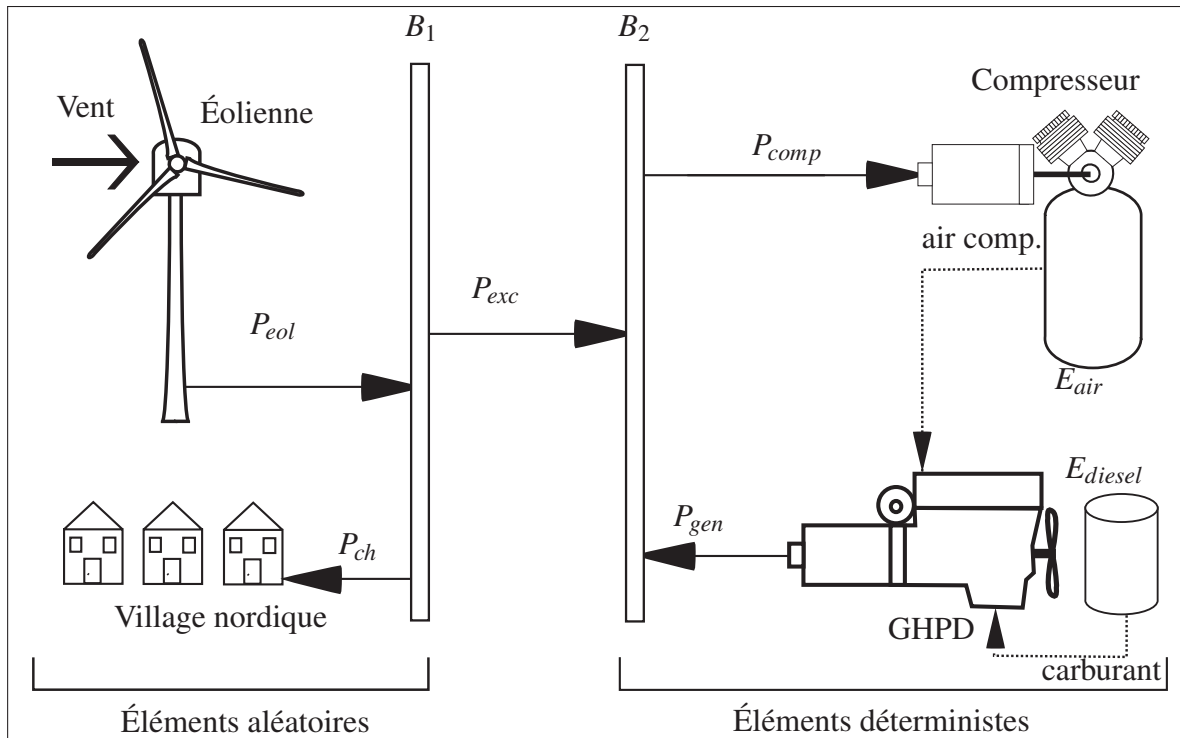 B1
B2
Compresseur
Vent
Éolienne
Pcomp
air comp.
Pexc
Peol
Eair
Ediesel
Pgen
Pch
Village nordique
GHPD
carburant
Éléments aléatoires
Éléments déterministes